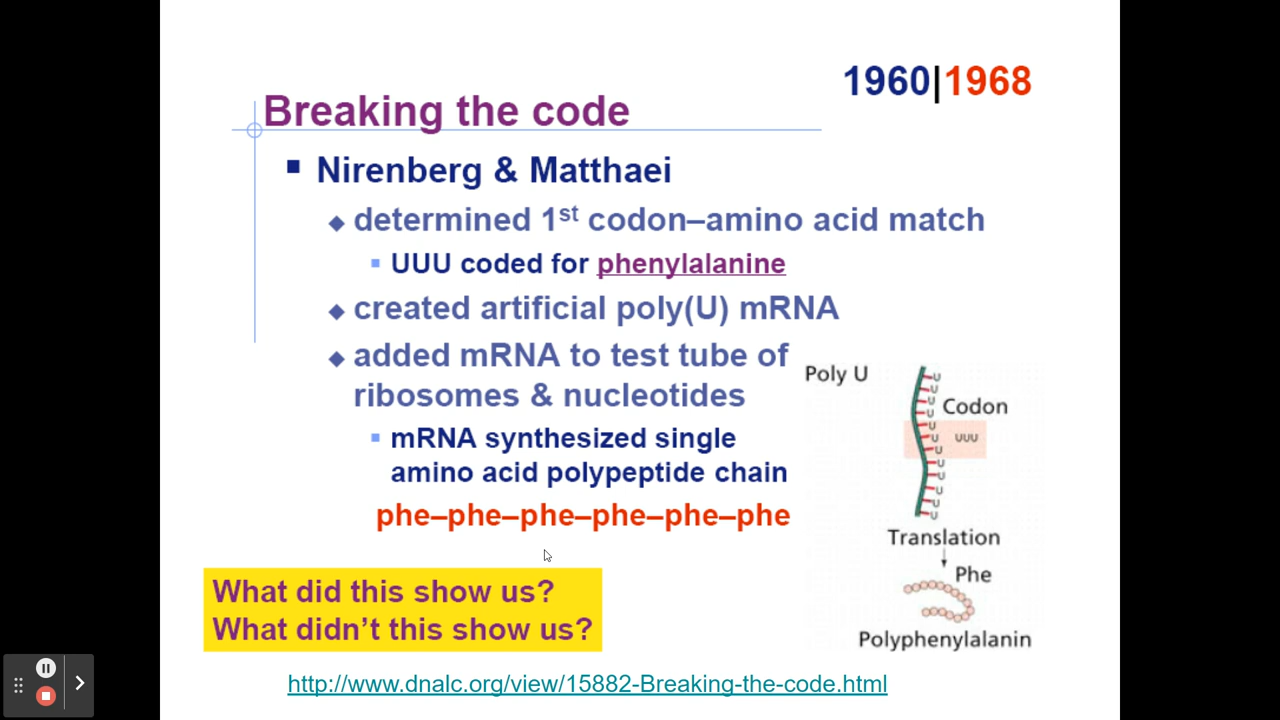 1960|1968
Breaking the code
Nirenberg & Matthaei
determined 1st codon–amino acid match
UUU coded for phenylalanine
created artificial poly(U) mRNA
added mRNA to test tube of
ribosomes & nucleotides
mRNA synthesized single
amino acid polypeptide chain
phe–phe–phe–phe–phe–phe
Poly U
U
U
U
U
Codon
U
U
UUU
U
U
U
U
U
U
Translation
Phe
Polyphenylalanin
What did this show us?
What didn't this show us?
http://www.dnalc.org/view/15882-Breaking-the-code.html